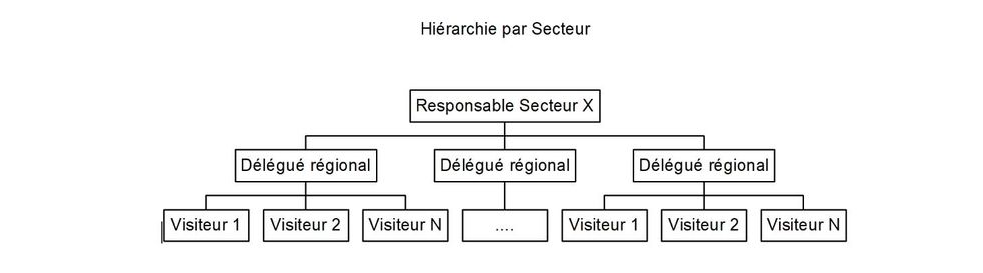 Hiérarchie par Secteur
Responsable Secteur X
Délégué régional
Délégué régional
Délégué régional
Visiteur 1
Visiteur 2
Visiteur N
....
Visiteur 1
Visiteur 2
Visiteur N